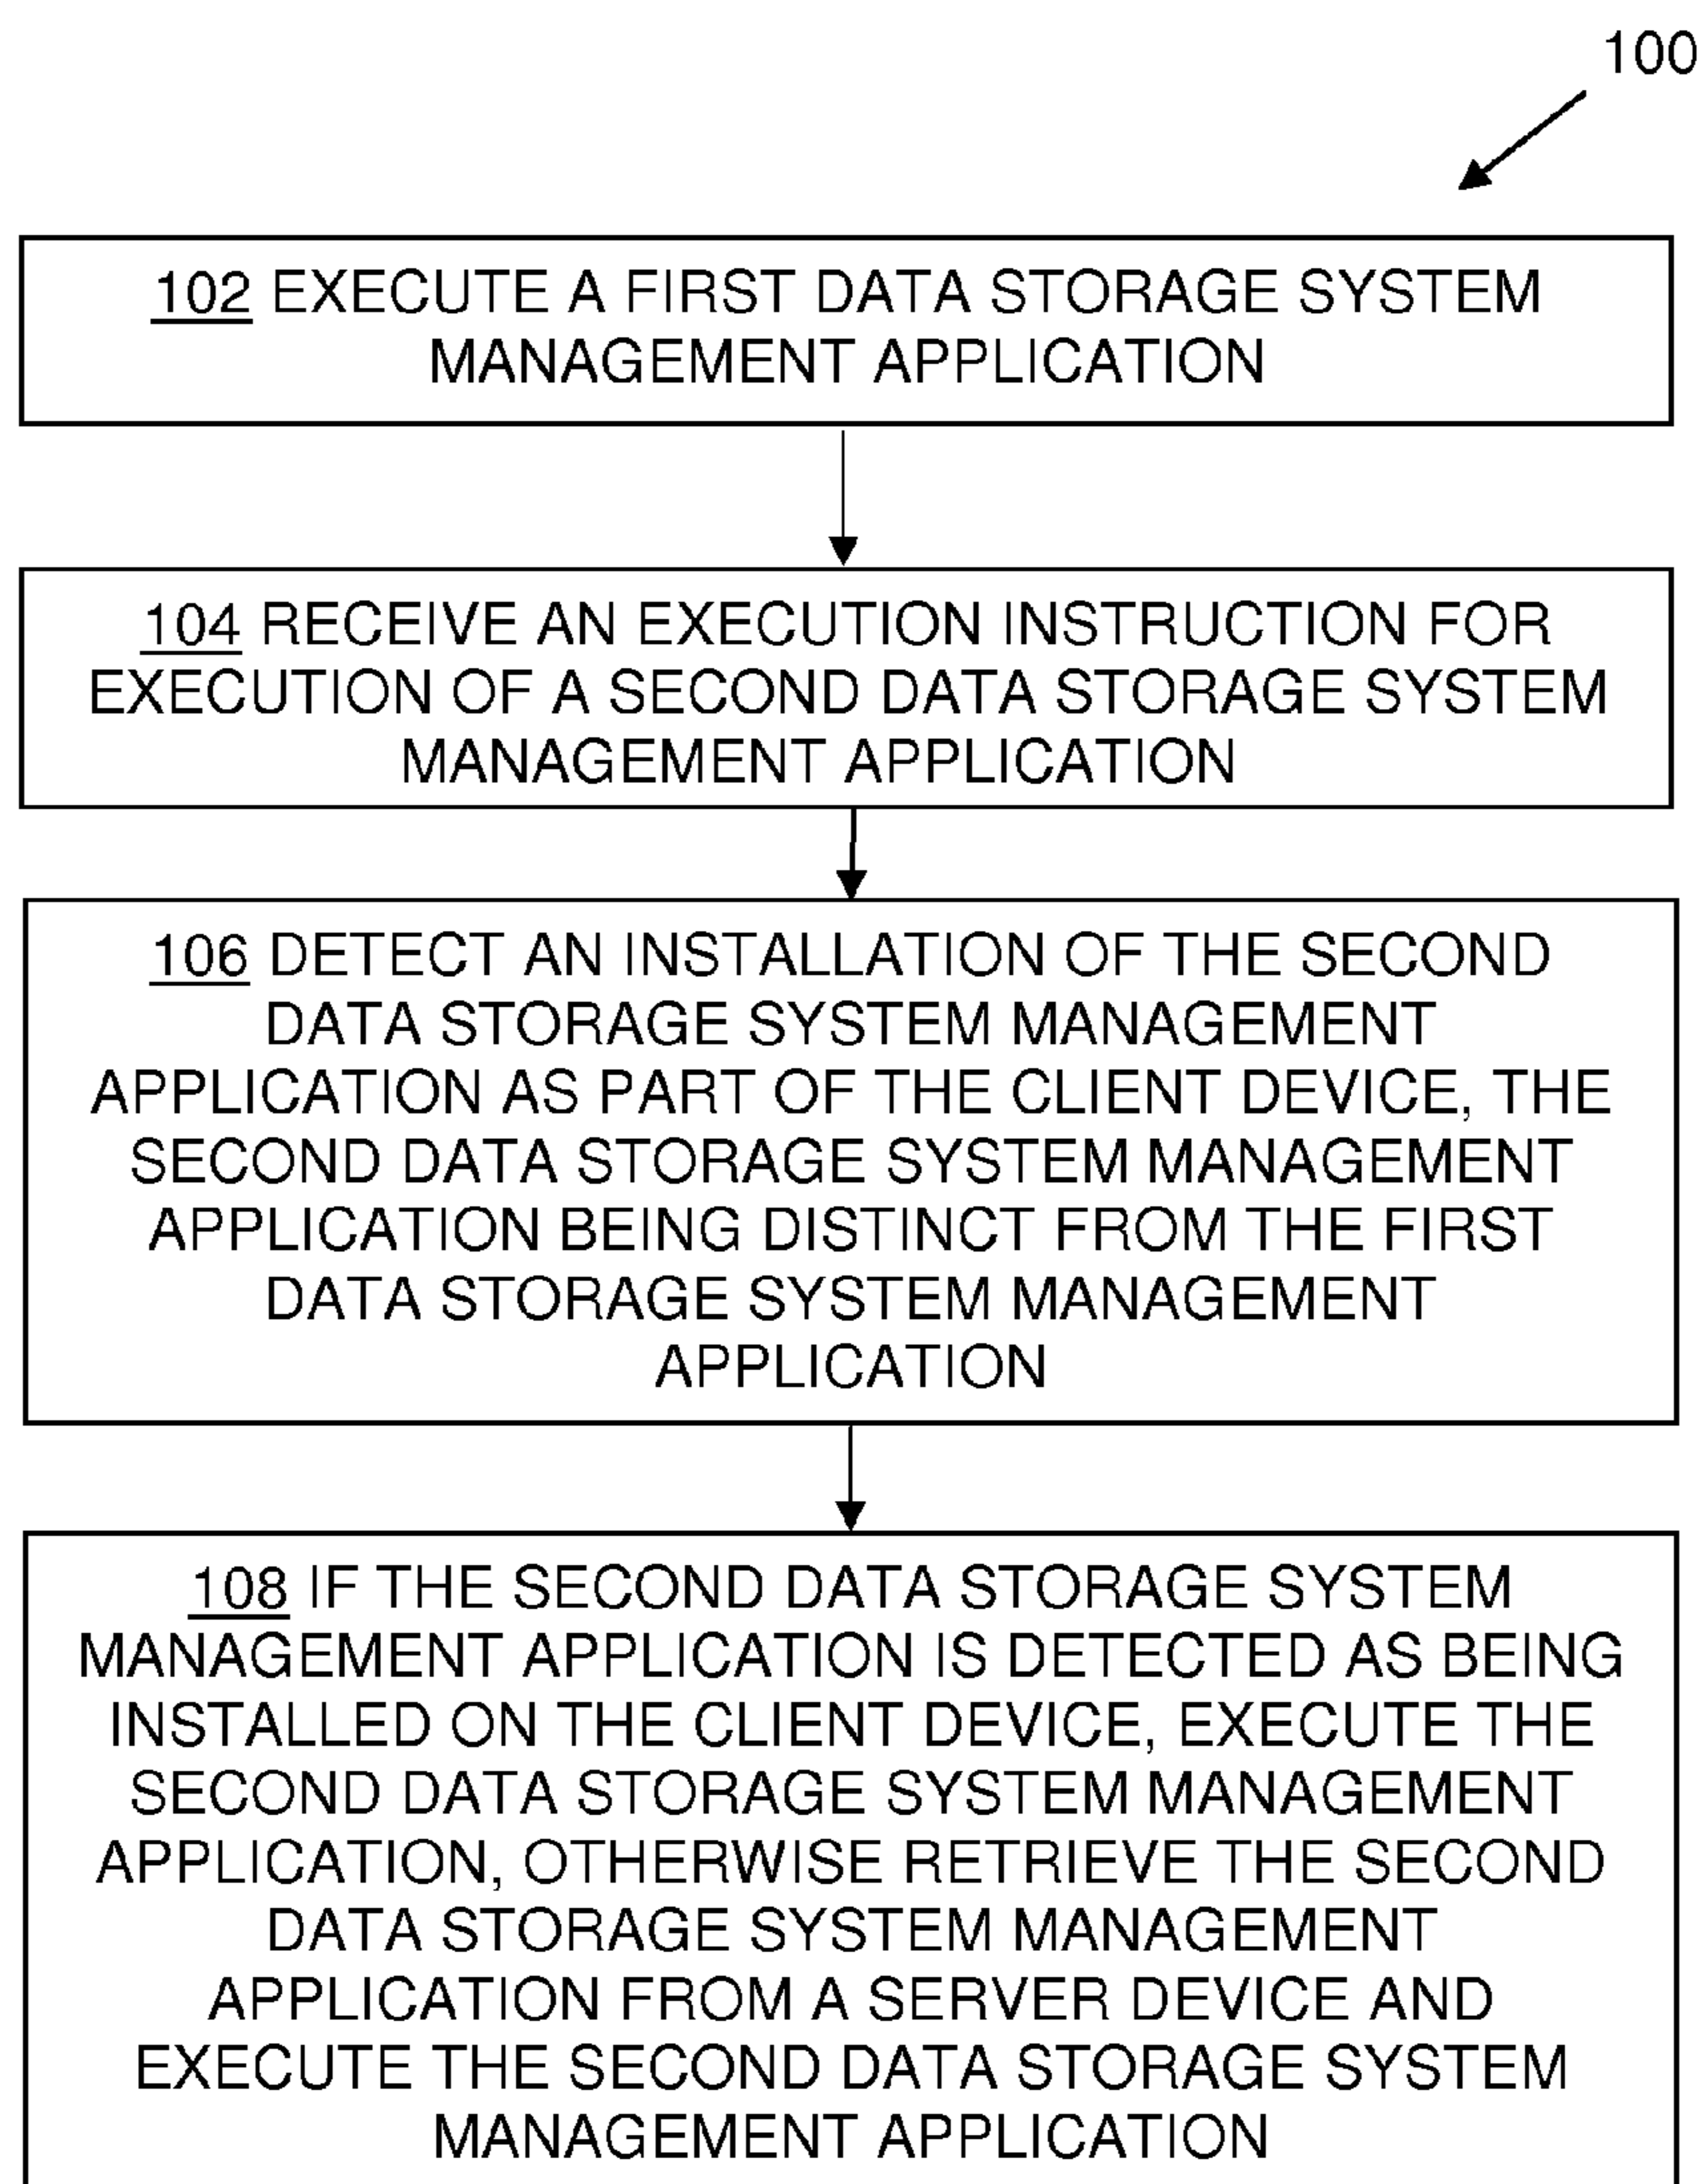 100
102 EXECUTE A FIRST DATA STORAGE SYSTEM
MANAGEMENT APPLICATION
104 RECEIVE AN EXECUTION INSTRUCTION FOR
EXECUTION OF A SECOND DATA STORAGE SYSTEM
MANAGEMENT APPLICATION
106 DETECT AN INSTALLATION OF THE SECOND
DATA STORAGE SYSTEM MANAGEMENT
APPLICATION AS PART OF THE CLIENT DEVICE, THE
SECOND DATA STORAGE SYSTEM MANAGEMENT
APPLICATION BEING DISTINCT FROM THE FIRST
DATA STORAGE SYSTEM MANAGEMENT
APPLICATION
108 IF THE SECOND DATA STORAGE SYSTEM
MANAGEMENT APPLICATION IS DETECTED AS BEING
INSTALLED ON THE CLIENT DEVICE, EXECUTE THE
SECOND DATA STORAGE SYSTEM MANAGEMENT
APPLICATION, OTHERWISE RETRIEVE THE SECOND
DATA STORAGE SYSTEM MANAGEMENT
APPLICATION FROM A SERVER DEVICE AND
EXECUTE THE SECOND DATA STORAGE SYSTEM
MANAGEMENT APPLICATION